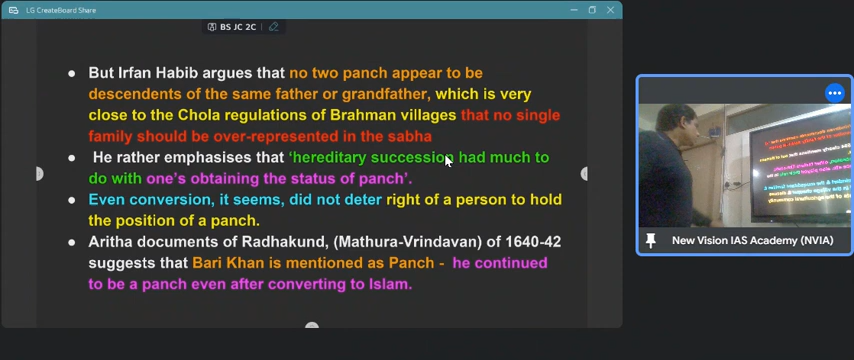 LG CreateBoard Share
BS JC 2C
● But Irfan Habib argues that no two panch appear to be
descendents of the same father or grandfather, which is very
close to the Chola regulations of Brahman villages that no single
family should be over-represented in the sabha
● He rather emphasises that ‘hereditary succession had much to
do with one's obtaining the status of panch’.
● Even conversion, it seems, did not deter right of a person to hold
the position of a panch.
● Aritha documents of Radhakund, (Mathura-Vrindavan) of 1640-42
suggests that Bari Khan is mentioned as Panch - he continued
to be a panch even after converting to Islam.
New Vision IAS Academy (NVIA)